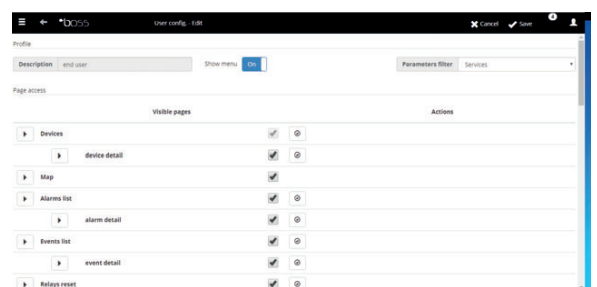 boss User config. - Edit Cancel Save 4
Profile
Description end user Show menu On Parameters filter Services
Page access
Visible pages Actions
Devices
device detail
Map
Alarms list
alarm detail
Events list
event detail
Relays reset